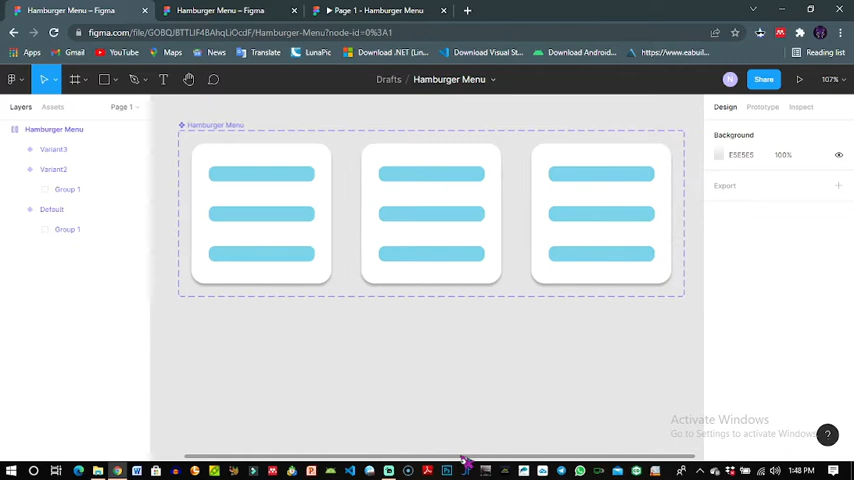 Hamburger Menu – Figma
Hamburger Menu – Figma
Page 1 - Hamburger Menu
figma.com/file/GOBQBTTLIF4BAhqLiOcdF/Hamburger-Menu?node-id=0%3A1
Apps
Gmail
YouTube
Maps
News
Translate
LunaPic
Download .NET (Lin...
Download Visual Stu...
Download Android...
https://www.eabuil...
Reading list
Drafts / Hamburger Menu
N
Share
107%
Layers
Assets
Page 1
Design
Prototype
Inspect
Hamburger Menu
Hamburger Menu
Background
E5E5E5
100%
Variant3
Variant2
Group 1
Export
Default
Group 1
Activate Windows
Go to Settings to activate Windows.
?
1:48 PM